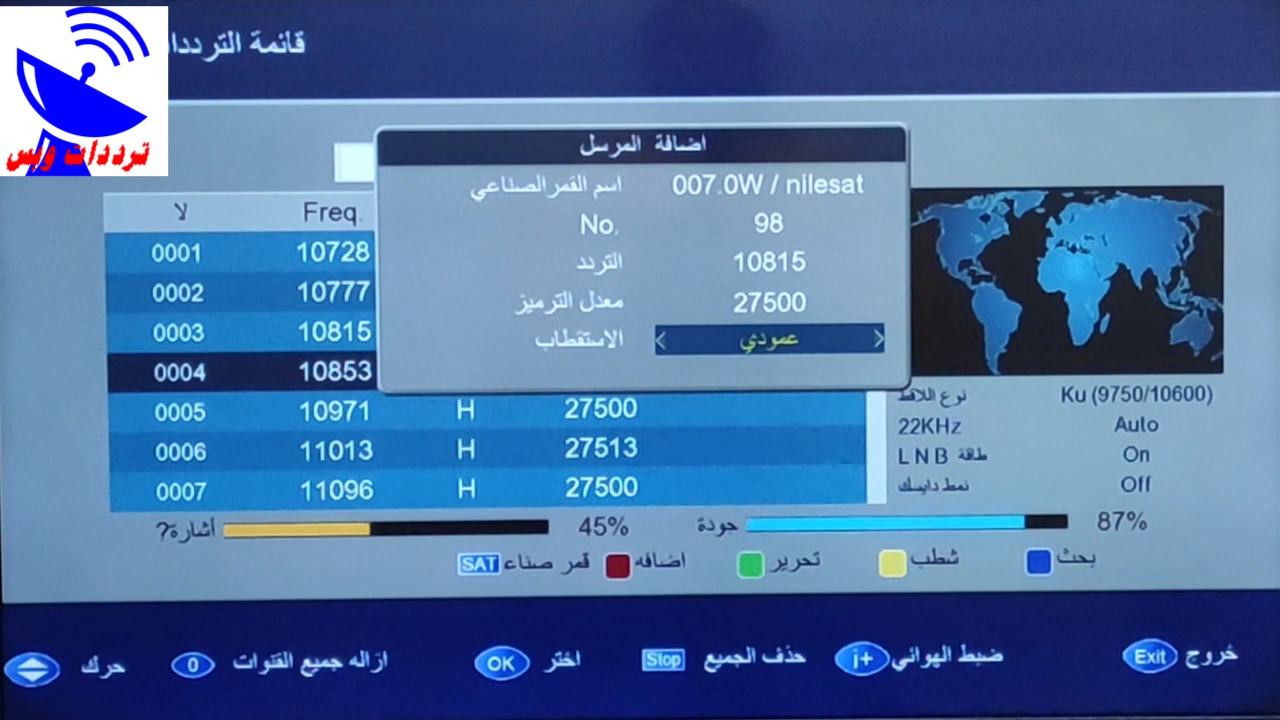 قائمة الترددا
ترددات ويس
اضافة المرسل
اسم القمر الصناعي 007.0W / nilesat
No. 98
التردد 10815
معدل الترميز 27500
الاستقطاب < عمودي >
لا Freq.
0001 10728
0002 10777
0003 10815
0004 10853
0005 10971 H 27500
0006 11013 H 27513
0007 11096 H 27500
نوع اللاقط Ku (9750/10600)
22KHz Auto
طاقة LNB On
نمط دايسك Off
أشارة? 45% جودة 87%
SAT قمر صناع اضافه تحرير شطب بحث
حرك 0 ازاله جميع القنوات OK اختر Stop حذف الجميع i+ ضبط الهوائي Exit خروج